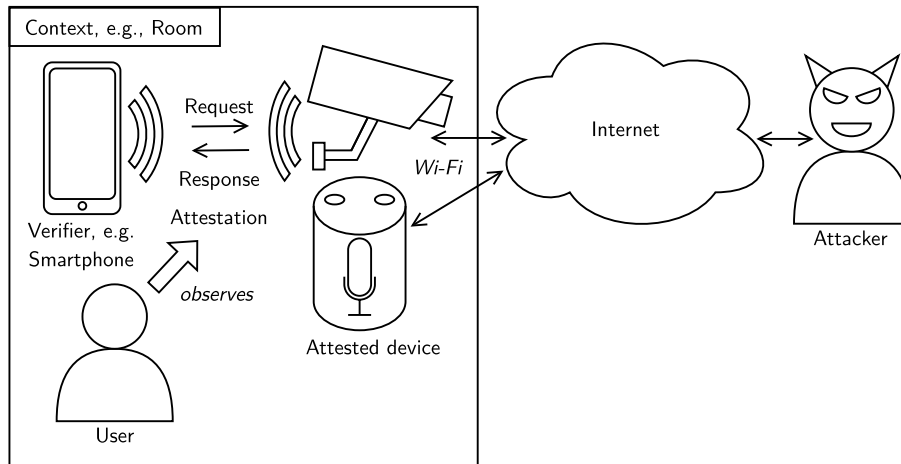 Context, e.g., Room
Request
Response
Attestation
Verifier, e.g.
Smartphone
observes
User
Attested device
Wi-Fi
Internet
Attacker